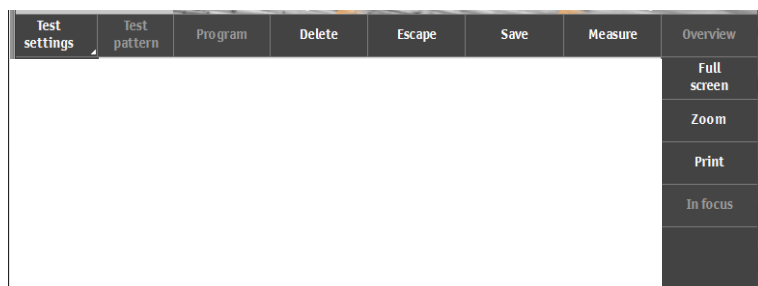 Test settings
Test pattern
Program
Delete
Escape
Save
Measure
Overview
Full screen
Zoom
Print
In focus